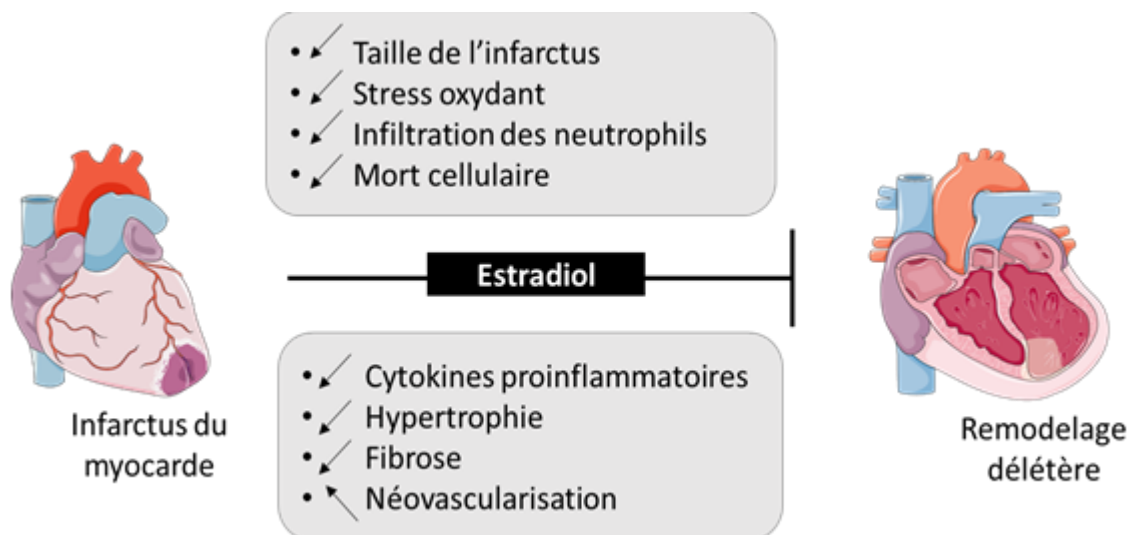 • Taille de l’infarctus
• Stress oxydant
• Infiltration des neutrophils
• Mort cellulaire
Estradiol
• Cytokines proinflammatoires
• Hypertrophie
• Fibrose
• Néovascularisation
Infarctus du
myocarde
Remodelage
délétère